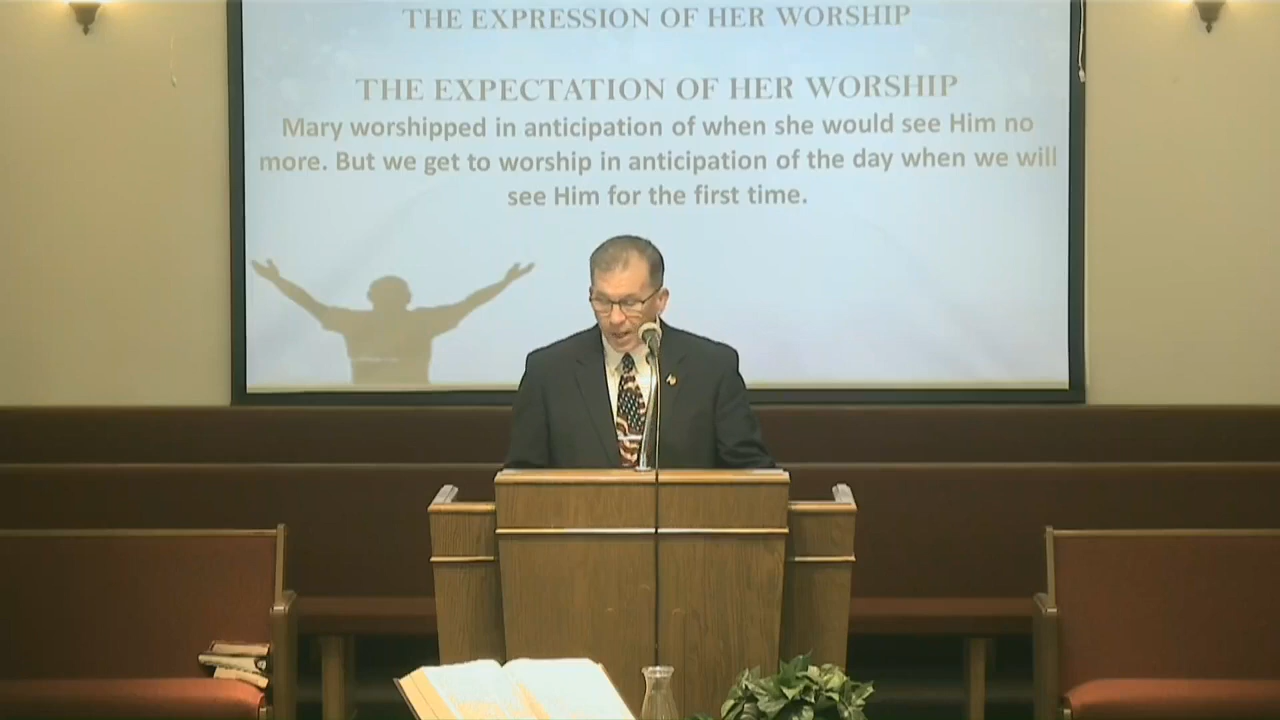 THE EXPRESSION OF HER WORSHIP
THE EXPECTATION OF HER WORSHIP
Mary worshipped in anticipation of when she would see Him no
more. But we get to worship in anticipation of the day when we will
see Him for the first time.